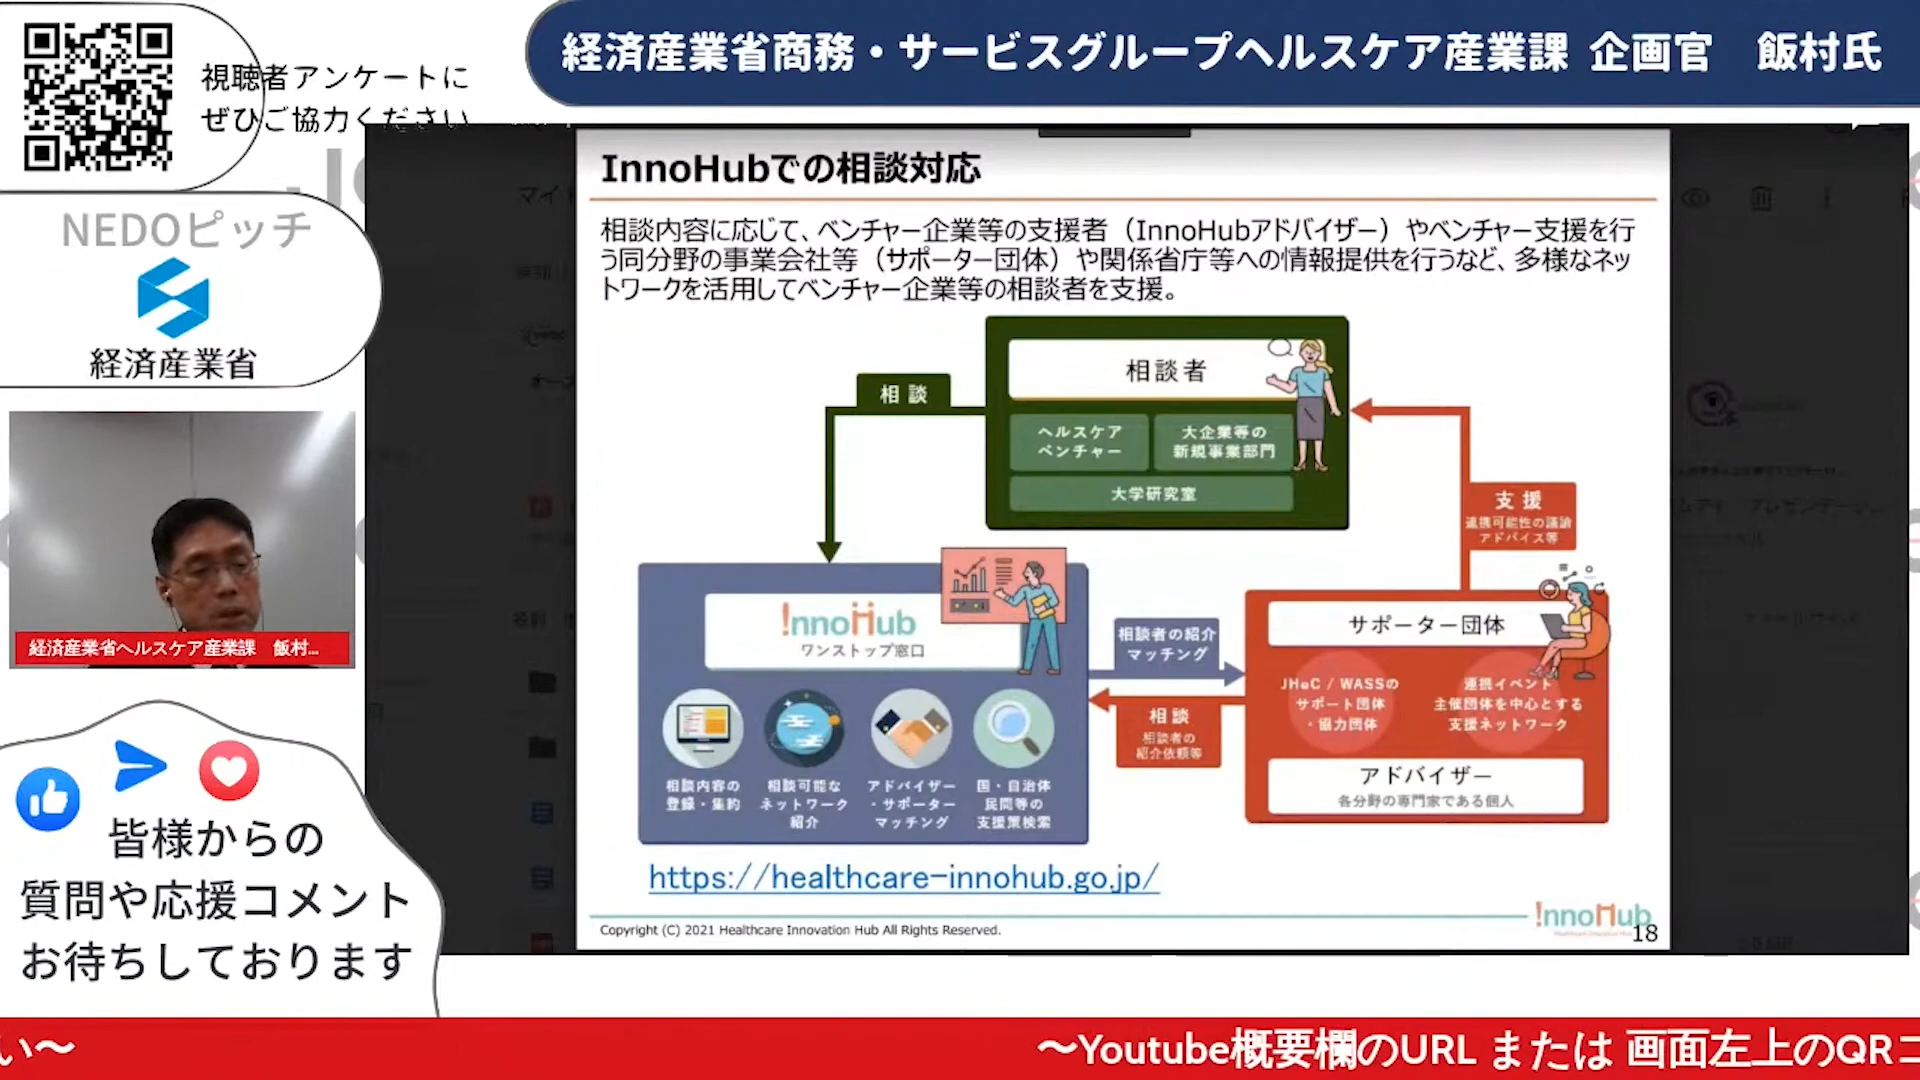 視聴者アンケートに
ぜひご協力ください
経済産業省商務・サービスグループヘルスケア産業課 企画官 飯村氏
NEDOピッチ
経済産業省
経済産業省ヘルスケア産業課 飯村...
皆様からの
質問や応援コメント
お待ちしております
InnoHubでの相談対応
相談内容に応じて、ベンチャー企業等の支援者（InnoHubアドバイザー）やベンチャー支援を行
う同分野の事業会社等（サポーター団体）や関係省庁等への情報提供を行うなど、多様なネッ
トワークを活用してベンチャー企業等の相談者を支援。
相談者
ヘルスケア
ベンチャー
大企業等の
新規事業部門
大学研究室
相談
支援
連携可能性の議論
アドバイス等
InnoHub
ワンストップ窓口
相談内容の
登録・集約
相談可能な
ネットワーク
紹介
アドバイザー
・サポーター
マッチング
国・自治体
民間等の
支援策検索
相談者の紹介
マッチング
相談
相談者の
紹介依頼等
サポーター団体
JHeC / WASSの
サポート団体
・協力団体
連携イベント
主催団体を中心とする
支援ネットワーク
アドバイザー
各分野の専門家である個人
https://healthcare-innohub.go.jp/
Copyright (C) 2021 Healthcare Innovation Hub All Rights Reserved.
InnoHub
18
い～
～Youtube概要欄のURL または 画面左上のQRコ